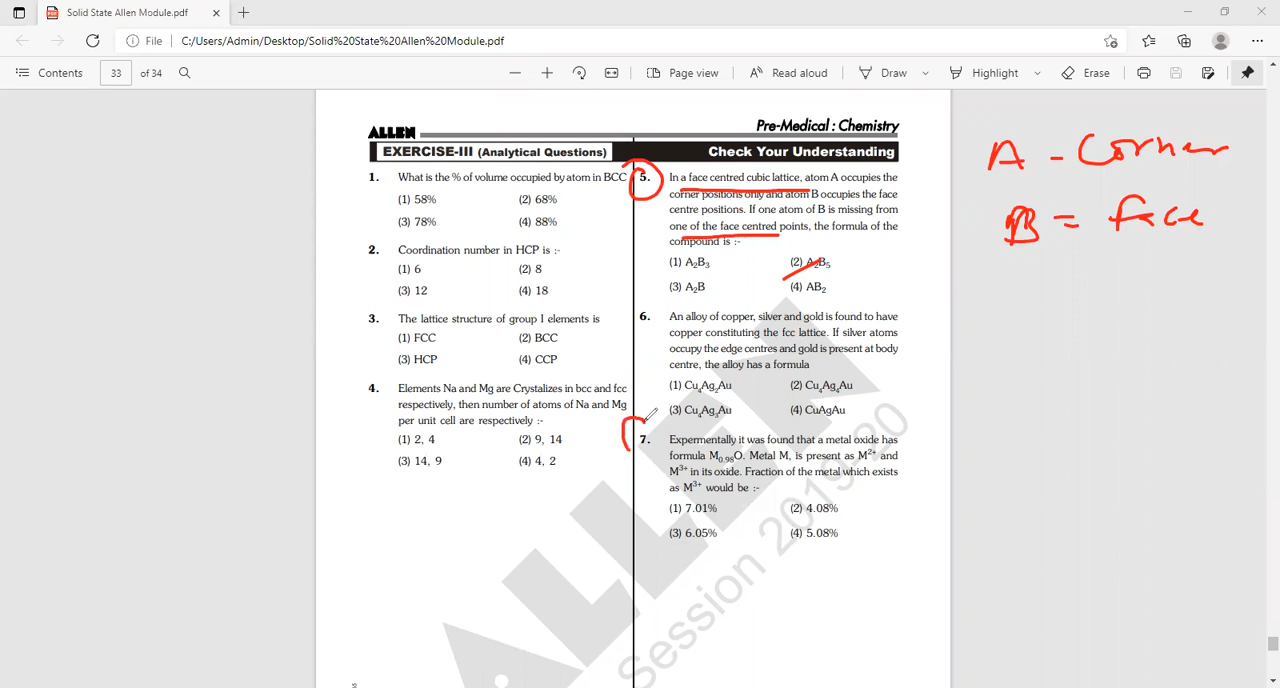 Solid State Allen Module.pdf
File C:/Users/Admin/Desktop/Solid%20State%20Allen%20Module.pdf
Contents 33 of 34 Page view Read aloud Draw Highlight Erase
ALLEN Pre-Medical : Chemistry
EXERCISE-III (Analytical Questions) Check Your Understanding
1. What is the % of volume occupied by atom in BCC
(1) 58% (2) 68%
(3) 78% (4) 88%
2. Coordination number in HCP is :-
(1) 6 (2) 8
(3) 12 (4) 18
3. The lattice structure of group I elements is
(1) FCC (2) BCC
(3) HCP (4) CCP
4. Elements Na and Mg are Crystalizes in bcc and fcc
respectively, then number of atoms of Na and Mg
per unit cell are respectively :-
(1) 2, 4 (2) 9, 14
(3) 14, 9 (4) 4, 2
5. In a face centred cubic lattice, atom A occupies the
corner positions only and atom B occupies the face
centre positions. If one atom of B is missing from
one of the face centred points, the formula of the
compound is :-
(1) A₂B₃ (2) A₂B₅
(3) A₂B (4) AB₂
6. An alloy of copper, silver and gold is found to have
copper constituting the fcc lattice. If silver atoms
occupy the edge centres and gold is present at body
centre, the alloy has a formula
(1) Cu₄Ag₂Au (2) Cu₄Ag₄Au
(3) Cu₄Ag₃Au (4) CuAgAu
7. Expermentally it was found that a metal oxide has
formula M₀.₉₈O. Metal M, is present as M²⁺ and
M³⁺ in its oxide. Fraction of the metal which exists
as M³⁺ would be :-
(1) 7.01% (2) 4.08%
(3) 6.05% (4) 5.08%
A - Corner
B = face
ALLEN
Session 2019-20